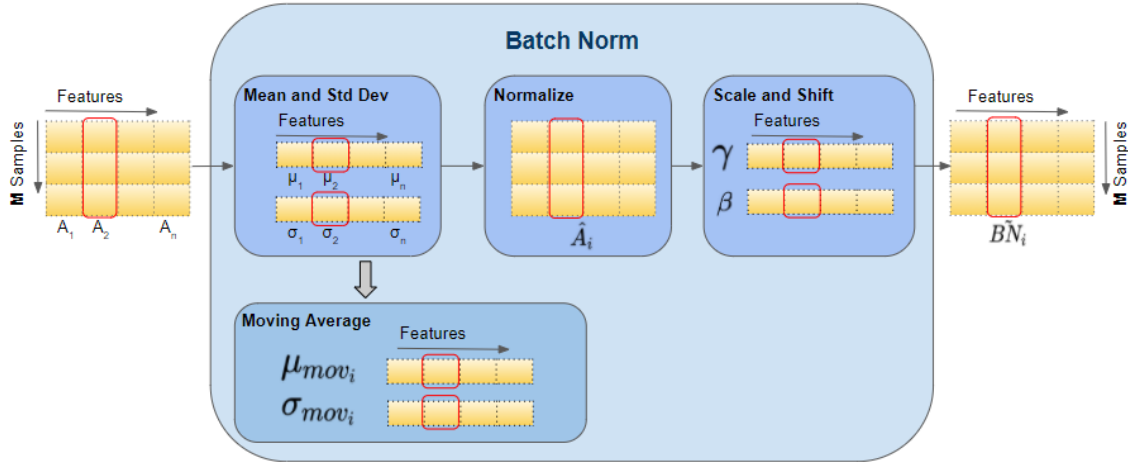 Batch Norm
Features
M Samples
A1 A2 An
Mean and Std Dev
Features
μ1 μ2 μn
σ1 σ2 σn
Normalize
Âi
Scale and Shift
Features
γ
β
Features
M Samples
BÑi
Moving Average
Features
μmovi
σmovi